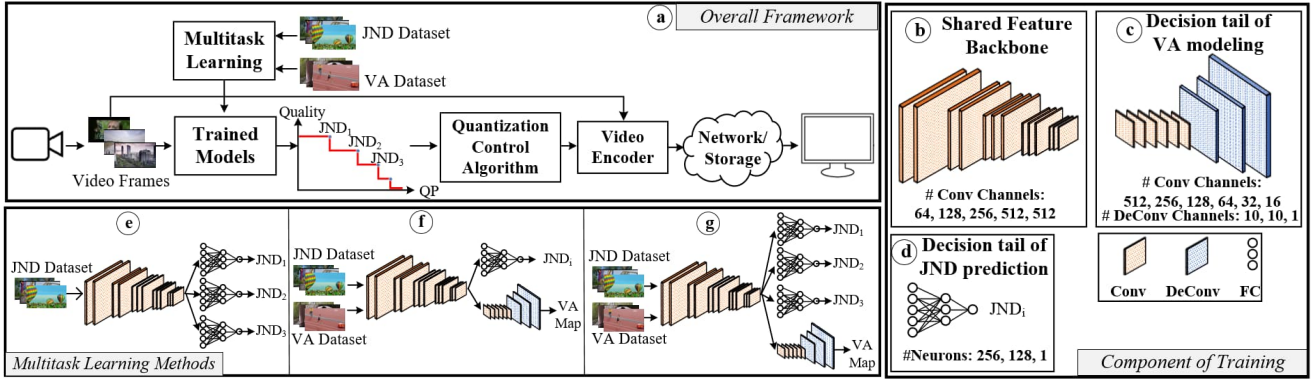 a
Overall Framework
Multitask
Learning
JND Dataset
VA Dataset
Video Frames
Trained
Models
Quality
JND1
JND2
JND3
QP
Quantization
Control
Algorithm
Video
Encoder
Network/
Storage
b
Shared Feature
Backbone
# Conv Channels:
64, 128, 256, 512, 512
c
Decision tail of
VA modeling
# Conv Channels:
512, 256, 128, 64, 32, 16
# DeConv Channels: 10, 10, 1
d
Decision tail of
JND prediction
JNDi
#Neurons: 256, 128, 1
Conv
DeConv
FC
Component of Training
e
JND Dataset
JND1
JND2
JND3
Multitask Learning Methods
f
JND Dataset
VA Dataset
JNDi
VA
Map
g
JND Dataset
VA Dataset
JND1
JND2
JND3
VA
Map